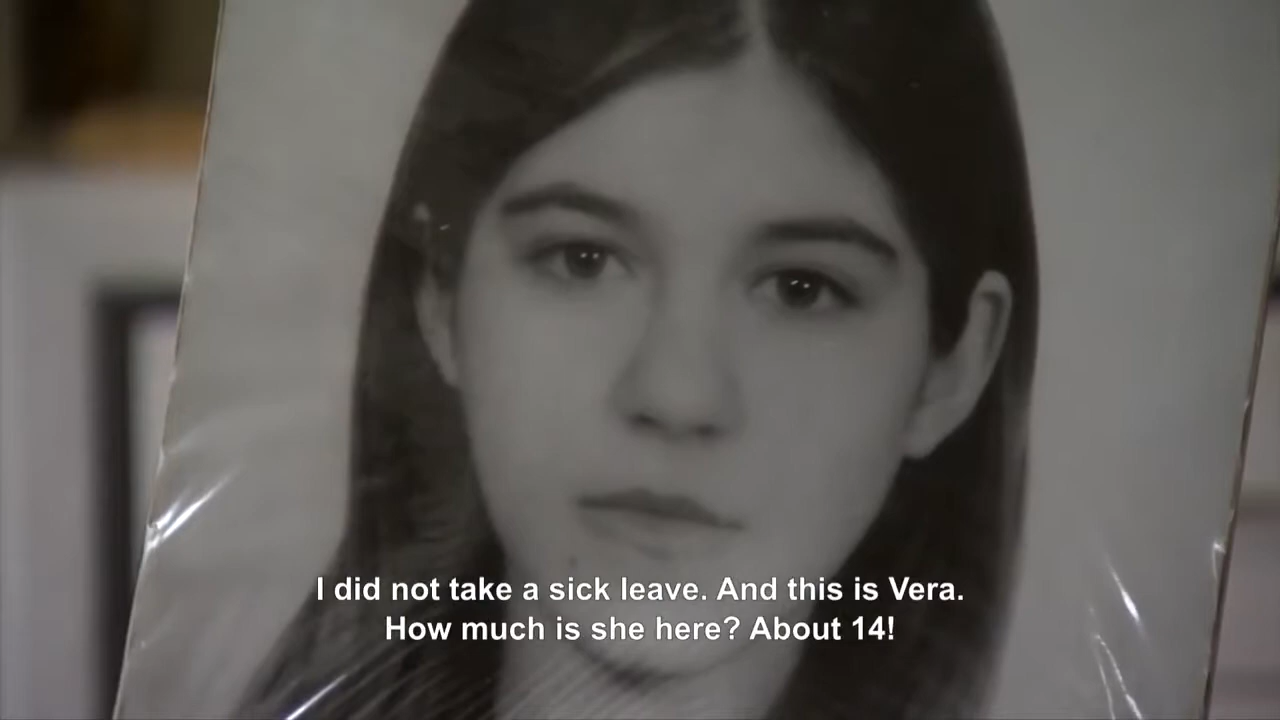 I did not take a sick leave. And this is Vera.
How much is she here? About 14!